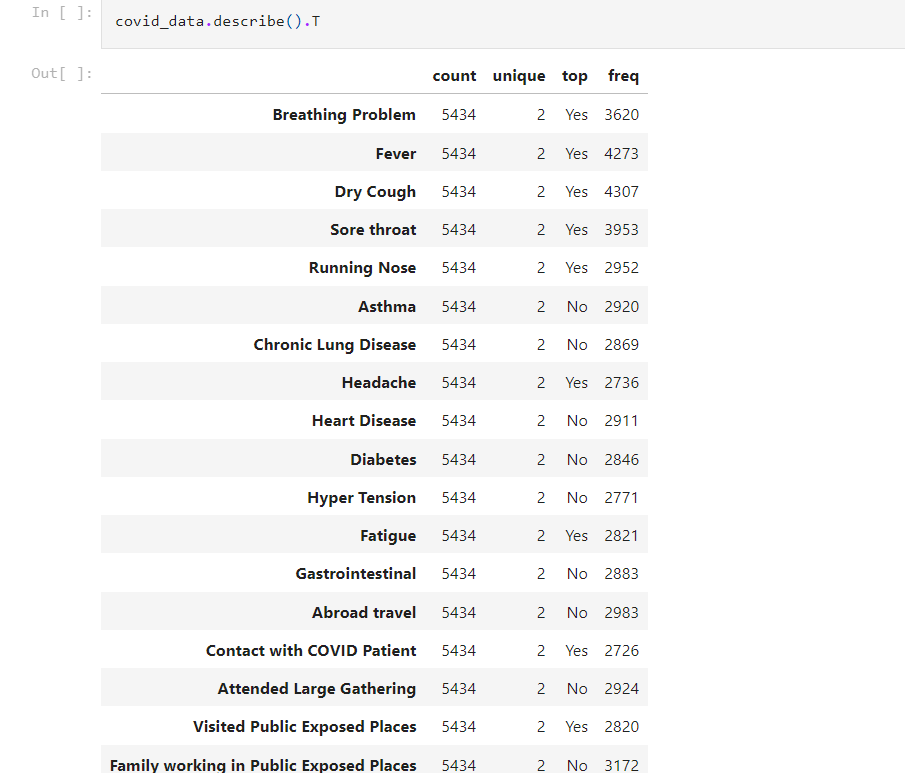 In [ ]: covid_data.describe().T
Out[ ]:
count unique top freq
Breathing Problem 5434 2 Yes 3620
Fever 5434 2 Yes 4273
Dry Cough 5434 2 Yes 4307
Sore throat 5434 2 Yes 3953
Running Nose 5434 2 Yes 2952
Asthma 5434 2 No 2920
Chronic Lung Disease 5434 2 No 2869
Headache 5434 2 Yes 2736
Heart Disease 5434 2 No 2911
Diabetes 5434 2 No 2846
Hyper Tension 5434 2 No 2771
Fatigue 5434 2 Yes 2821
Gastrointestinal 5434 2 No 2883
Abroad travel 5434 2 No 2983
Contact with COVID Patient 5434 2 Yes 2726
Attended Large Gathering 5434 2 No 2924
Visited Public Exposed Places 5434 2 Yes 2820
Family working in Public Exposed Places 5434 2 No 3172